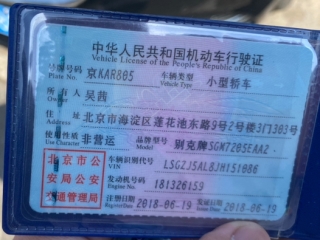 中华人民共和国机动车行驶证
Vehicle License of the People's Republic of China
号牌号码 京KAR865 车辆类型 小型轿车
Plate No. Vehicle Type
所有人 吴茜
Owner
住址 北京市海淀区莲花池东路9号2号楼3门303号
Address
使用性质 非营运 品牌型号 别克牌SGM7205EAA2
Use Character Model
北京市公安局公安交通管理局
车辆识别代号 LSGZJ5AL8JH151086
VIN
发动机号码 181326159
Engine No.
注册日期 2018-06-19 发证日期 2018-06-19
Register Date Issue Date